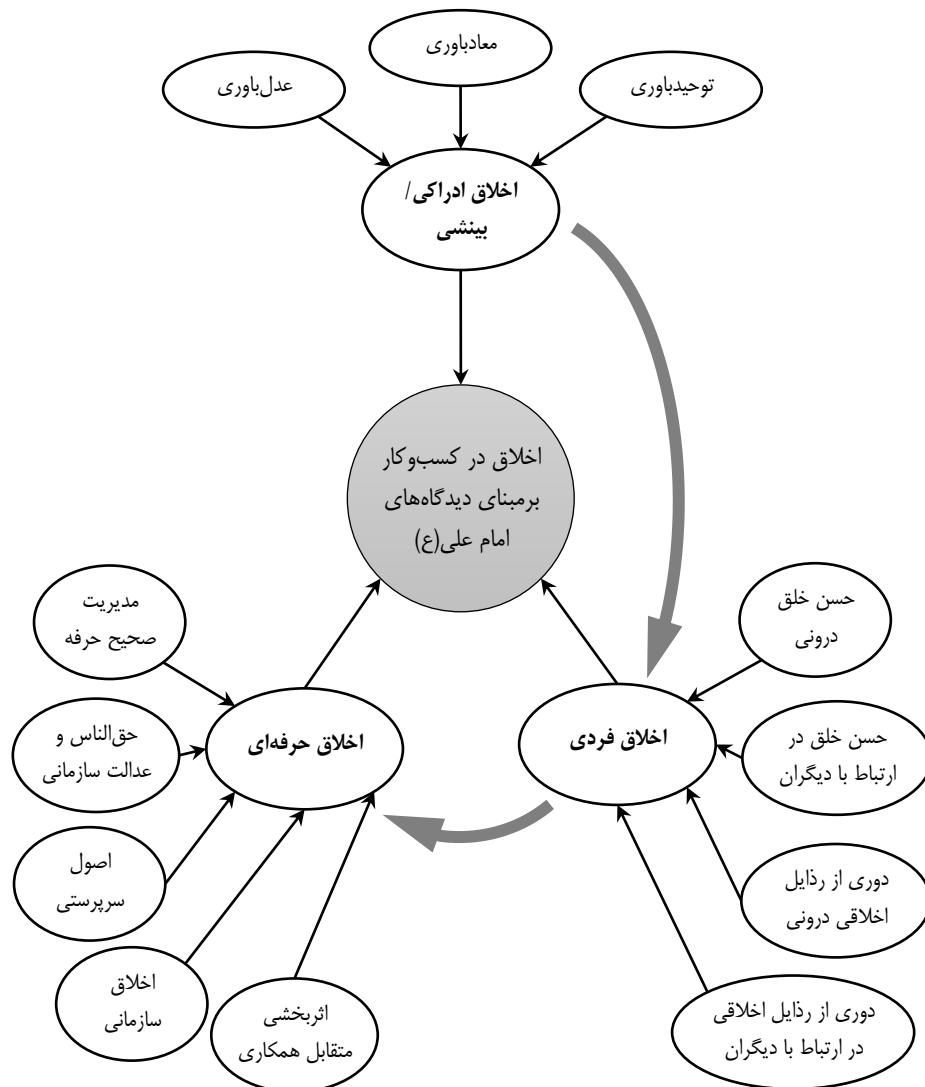 معادباوری
توحیدباوری
عدل‌باوری
اخلاق ادراکی/
بینشی
اخلاق در کسب‌وکار
برمبنای دیدگاه‌های
امام علی(ع)
حسن خلق
درونی
حسن خلق در
ارتباط با دیگران
دوری از رذایل
اخلاقی درونی
دوری از رذایل اخلاقی
در ارتباط با دیگران
اخلاق فردی
اخلاق حرفه‌ای
مدیریت
صحیح حرفه
حق‌الناس و
عدالت سازمانی
اصول
سرپرستی
اخلاق
سازمانی
اثربخشی
متقابل همکاری